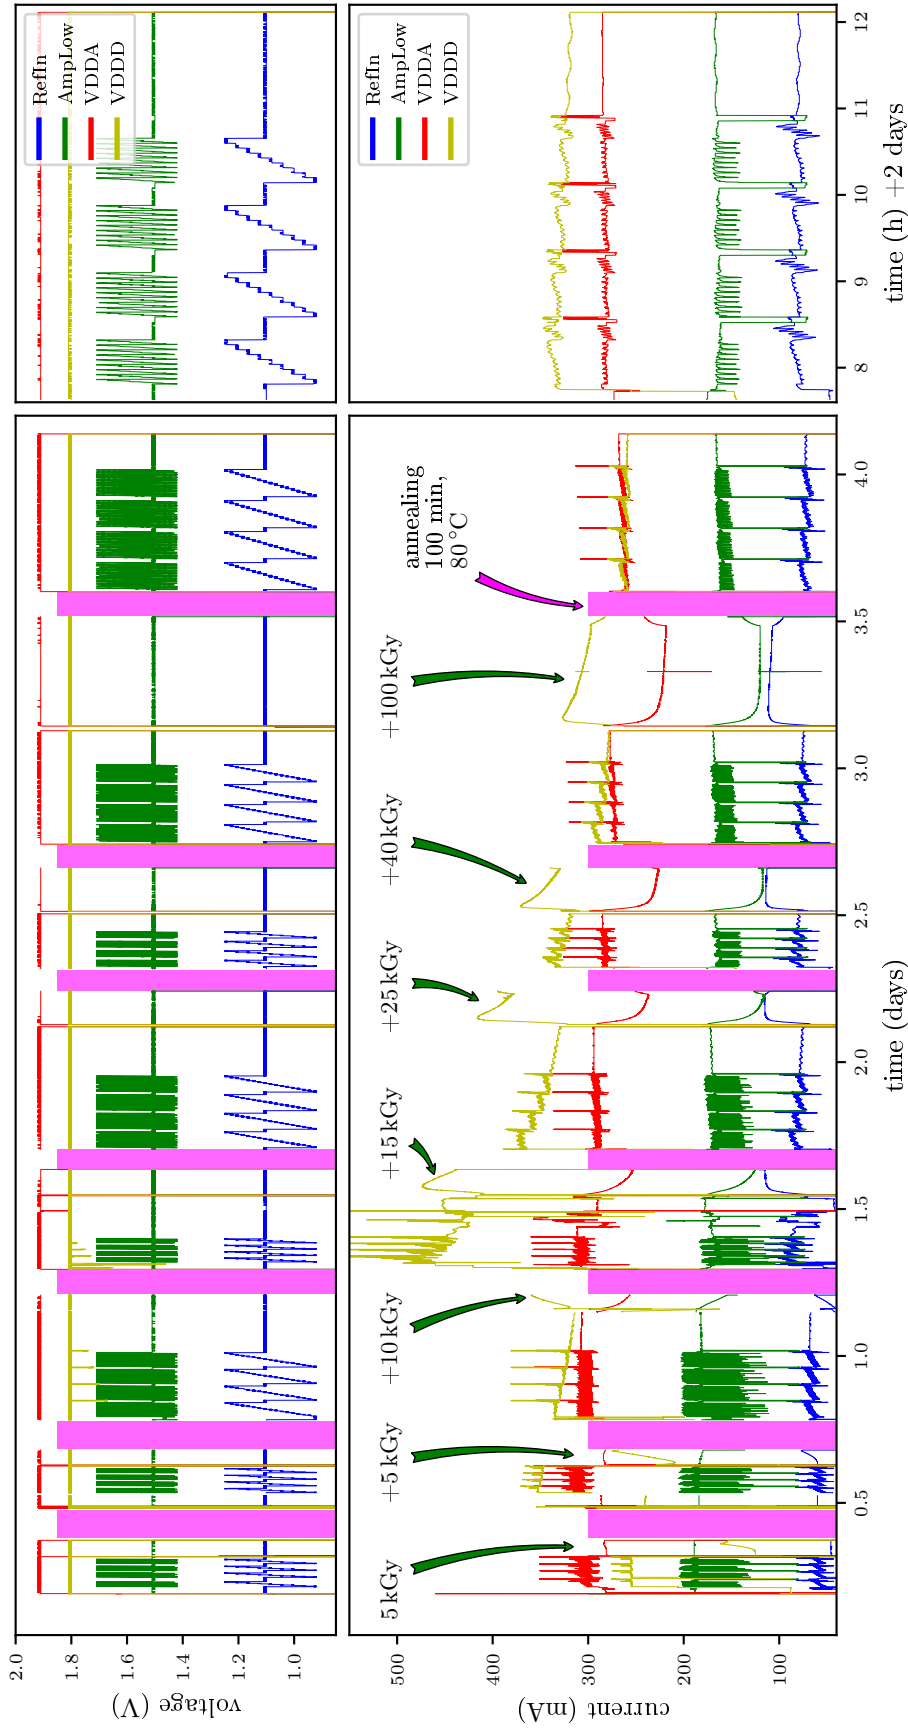 voltage (V)
2.0
1.8
1.6
1.4
1.2
1.0
RefIn
AmpLow
VDDA
VDDD
current (mA)
500
400
300
200
100
5 kGy
+5 kGy
+10 kGy
+15 kGy
+25 kGy
+40 kGy
+100 kGy
annealing
100 min,
80 °C
RefIn
AmpLow
VDDA
VDDD
0.5
1.0
1.5
2.0
2.5
3.0
3.5
4.0
time (days)
8
9
10
11
12
time (h) +2 days